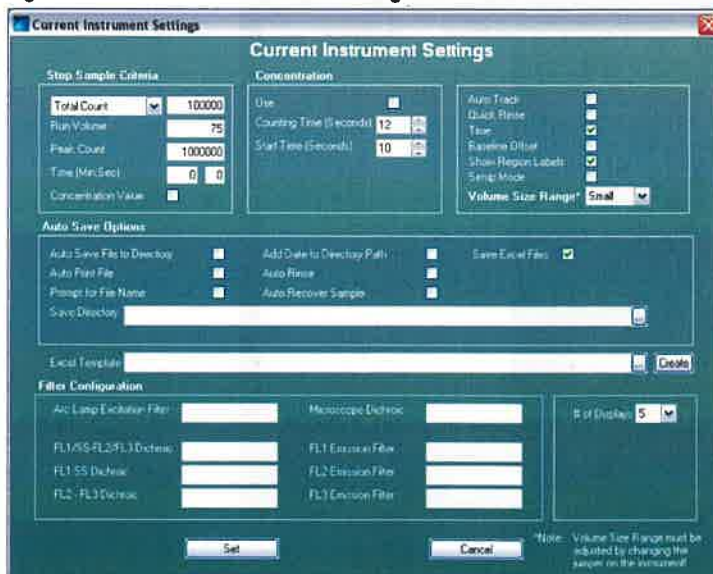 Current Instrument Settings
Current Instrument Settings
Stop Sample Criteria
Total Count 100000
Run Volume 75
Peak Count 1000000
Time (Min:Sec) 0 0
Concentration Value
Concentration
Use
Counting Time (Seconds) 12
Start Time (Seconds) 10
Auto Track
Quick Rinse
Time
Baseline Offset
Show Region Labels
Setup Mode
Volume Size Range* Small
Auto Save Options
Auto Save File to Directory
Add Date to Directory Path
Save Excel Files
Auto Print File
Auto Rinse
Prompt for File Name
Auto Recover Sample
Save Directory ...
Excel Template ... Create
Filter Configuration
Arc Lamp Excitation Filter
Microscope Dichroic
# of Displays 5
FL1/SS-FL2/FL3 Dichroic
FL1 Emission Filter
FL1-SS Dichroic
FL2 Emission Filter
FL2 - FL3 Dichroic
FL3 Emission Filter
Set
Cancel
*Note: Volume Size Range must be
adjusted by changing the
jumper on the instrument!